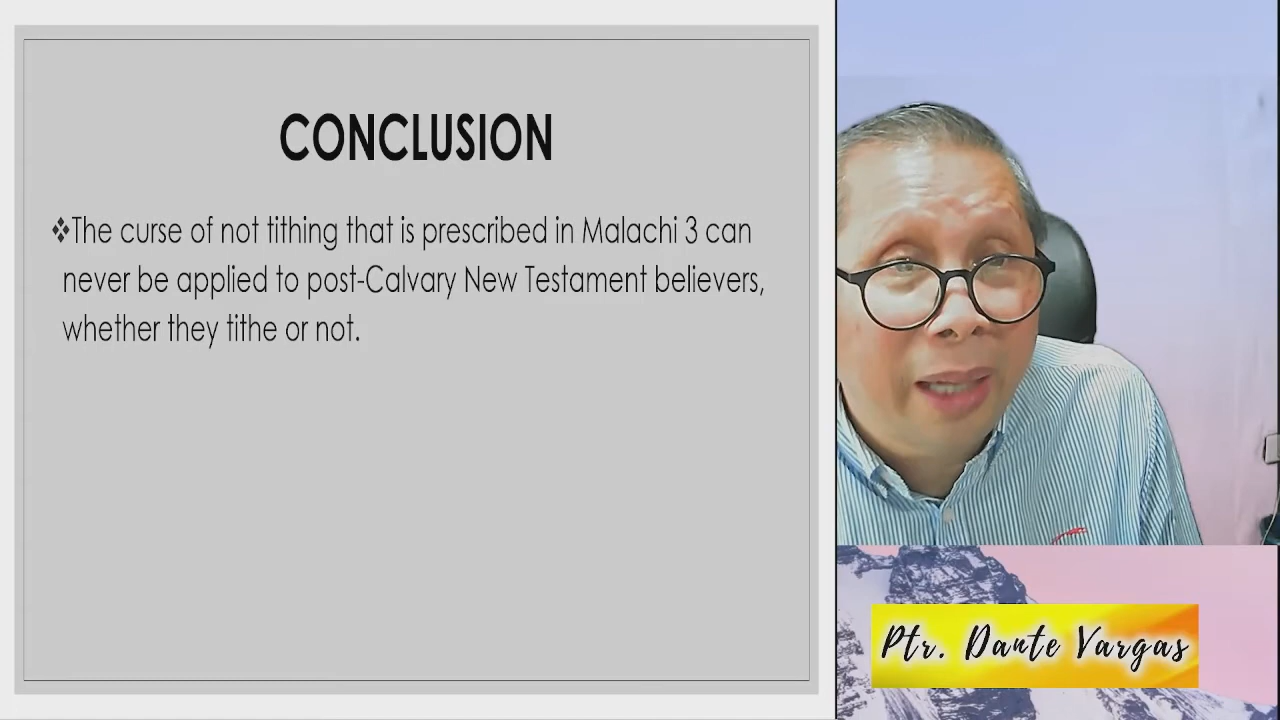 CONCLUSION
❖The curse of not tithing that is prescribed in Malachi 3 can
never be applied to post-Calvary New Testament believers,
whether they tithe or not.
Ptr. Dante Vargas